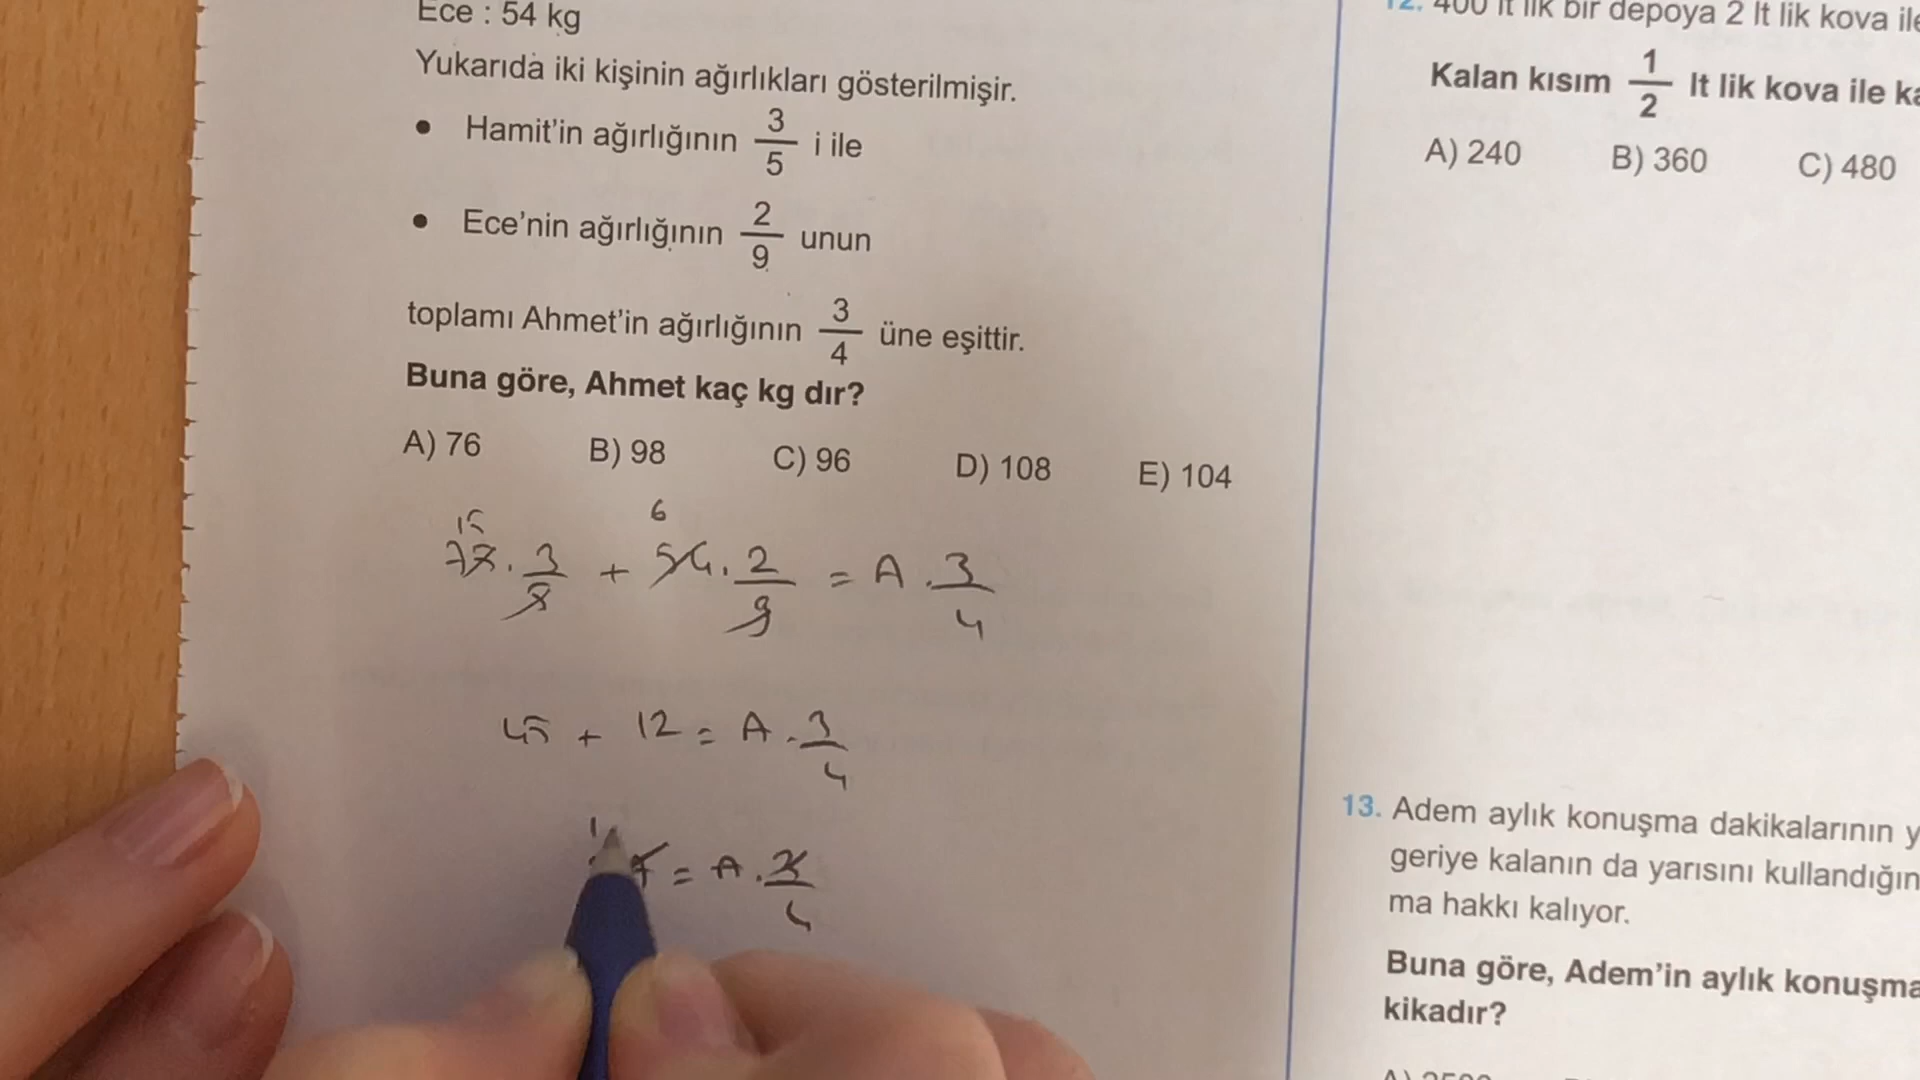 Ece : 54 kg
Yukarıda iki kişinin ağırlıkları gösterilmişir.
• Hamit'in ağırlığının 3/5 i ile
• Ece'nin ağırlığının 2/9 unun
toplamı Ahmet'in ağırlığının 3/4 üne eşittir.
Buna göre, Ahmet kaç kg dır?
A) 76 B) 98 C) 96 D) 108 E) 104
15 6
. 3/ + 54 . 2/9 = A . 3/4
45 + 12 = A . 3/4
= A . 3/4
12. 400 lt lik bir depoya 2 lt lik kova ile
Kalan kısım 1/2 lt lik kova ile
A) 240 B) 360 C) 480
13. Adem aylık konuşma dakikalarının y
geriye kalanın da yarısını kullandığın
ma hakkı kalıyor.
Buna göre, Adem'in aylık konuşma
kikadır?